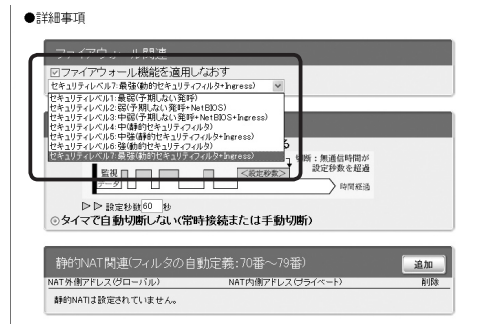 ●詳細事項
ファイアウォール関連
☑ファイアウォール機能を適用しなおす
セキュリティレベル7:最強(動的セキュリティフィルタ+Ingress)
セキュリティレベル1:最弱(予期しない発呼)
セキュリティレベル2:弱(予期しない発呼+NetBIOS)
セキュリティレベル3:中弱(予期しない発呼+NetBIOS+Ingress)
セキュリティレベル4:中(静的セキュリティフィルタ)
セキュリティレベル5:中強(静的セキュリティフィルタ+Ingress)
セキュリティレベル6:強(動的セキュリティフィルタ)
セキュリティレベル7:最強(動的セキュリティフィルタ+Ingress)
る
切断:無通信時間が
設定秒数を超過
監視
<設定秒数>
データ
時間経過
▷▷設定秒数60 秒
◉タイマで自動切断しない(常時接続または手動切断)
静的NAT関連(フィルタの自動定義:70番〜79番)
追加
NAT外側アドレス(グローバル)
NAT内側アドレス(プライベート)
削除
静的NATは設定されていません。